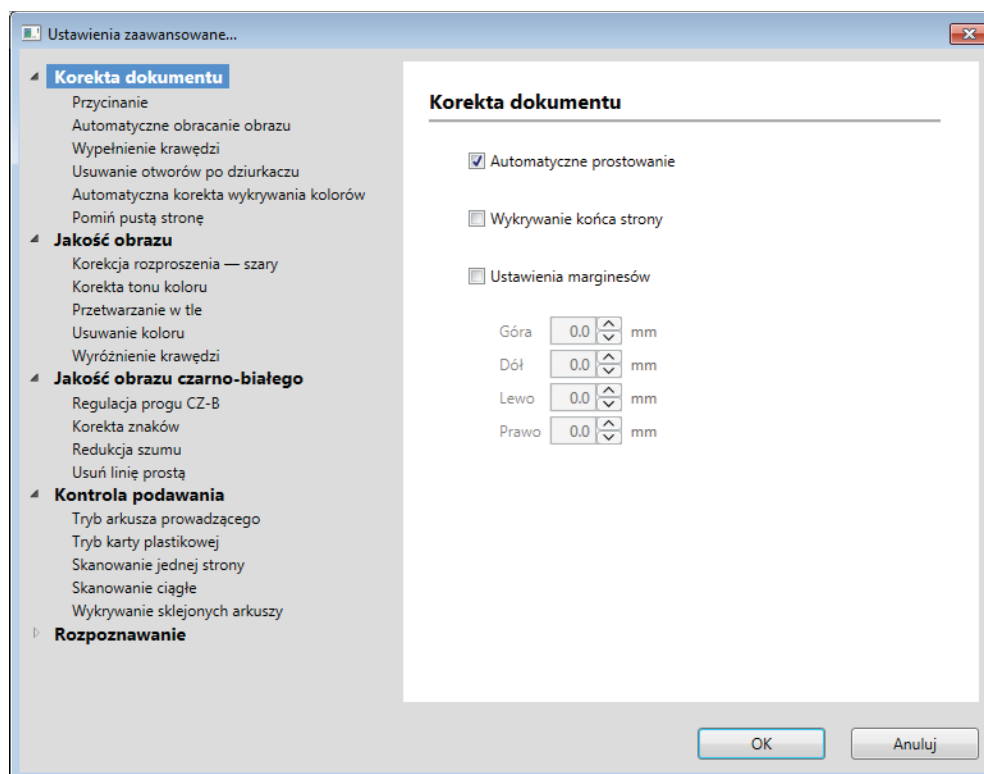 Ustawienia zaawansowane...
Korekta dokumentu
Przycinanie
Automatyczne obracanie obrazu
Wypełnienie krawędzi
Usuwanie otworów po dziurkaczu
Automatyczna korekta wykrywania kolorów
Pomiń pustą stronę
Jakość obrazu
Korekcja rozproszenia — szary
Korekta tonu koloru
Przetwarzanie w tle
Usuwanie koloru
Wyróżnienie krawędzi
Jakość obrazu czarno-białego
Regulacja progu CZ-B
Korekta znaków
Redukcja szumu
Usuń linię prostą
Kontrola podawania
Tryb arkusza prowadzącego
Tryb karty plastikowej
Skanowanie jednej strony
Skanowanie ciągłe
Wykrywanie sklejonych arkuszy
Rozpoznawanie
Korekta dokumentu
Automatyczne prostowanie
Wykrywanie końca strony
Ustawienia marginesów
Góra 0.0 mm
Dół 0.0 mm
Lewo 0.0 mm
Prawo 0.0 mm
OK Anuluj